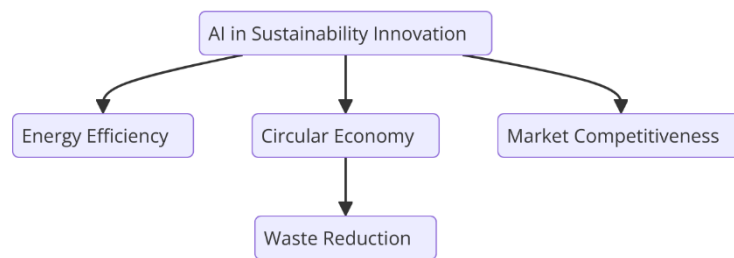 AI in Sustainability Innovation
Energy Efficiency
Circular Economy
Market Competitiveness
Waste Reduction